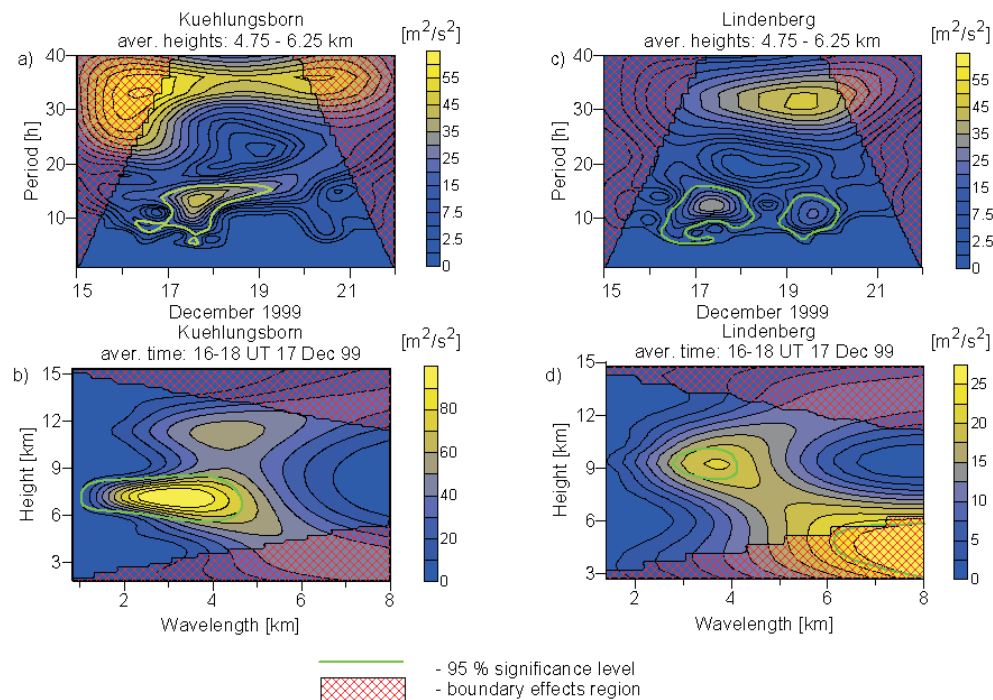 Kuehlungsborn
aver. heights: 4.75 - 6.25 km
[m²/s²]
a)
Period [h]
40
30
20
10
15 17 19 21
December 1999
55
45
35
25
15
7.5
2.5
0
Lindenberg
aver. heights: 4.75 - 6.25 km
[m²/s²]
c)
Period [h]
40
30
20
10
15 17 19 21
December 1999
55
45
35
25
15
7.5
2.5
0
Kuehlungsborn
aver. time: 16-18 UT 17 Dec 99
[m²/s²]
b)
Height [km]
15
12
9
6
3
2 4 6 8
Wavelength [km]
80
60
40
20
0
Lindenberg
aver. time: 16-18 UT 17 Dec 99
[m²/s²]
d)
Height [km]
15
12
9
6
3
2 4 6 8
Wavelength [km]
25
20
15
10
5
0
- 95 % significance level
- boundary effects region